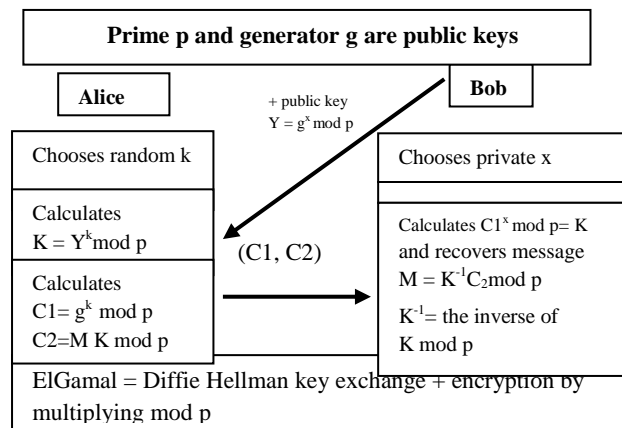 Prime p and generator g are public keys
Alice
Bob
+ public key
Y = g^x mod p
Chooses random k
Chooses private x
Calculates
K = Y^k mod p
(C1, C2)
Calculates
C1= g^k mod p
C2=M K mod p
Calculates C1^x mod p= K
and recovers message
M = K^-1C₂mod p
K^-1= the inverse of
K mod p
ElGamal = Diffie Hellman key exchange + encryption by
multiplying mod p